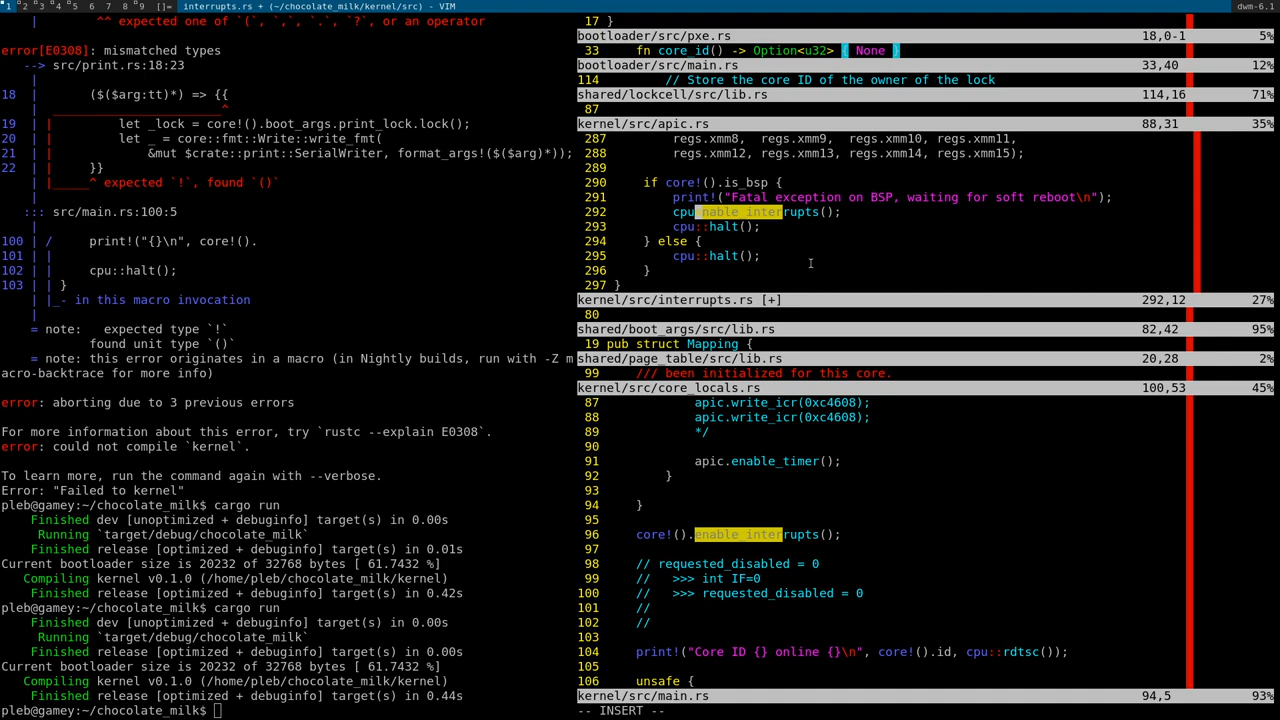 1 2 3 4 5 6 7 8 9 []= interrupts.rs + (~/chocolate_milk/kernel/src) - VIM dwm-6.1
| ^^ expected one of `(`, `,`, `.`, `?`, or an operator
error[E0308]: mismatched types
--> src/print.rs:18:23
|
18 | ($($arg:tt)*) => {{
| _______________________^
19 | | let _lock = core!().boot_args.print_lock.lock();
20 | | let _ = core::fmt::Write::write_fmt(
21 | | &mut $crate::print::SerialWriter, format_args!($($arg)*));
22 | | }}
| |_____^ expected `!`, found `()`
|
::: src/main.rs:100:5
|
100 | / print!("{}\n", core!().
101 | |
102 | | cpu::halt();
103 | | }
| |_- in this macro invocation
|
= note: expected type `!`
found unit type `()`
= note: this error originates in a macro (in Nightly builds, run with -Z m
acro-backtrace for more info)
error: aborting due to 3 previous errors
For more information about this error, try `rustc --explain E0308`.
error: could not compile `kernel`.
To learn more, run the command again with --verbose.
Error: "Failed to kernel"
pleb@gamey:~/chocolate_milk$ cargo run
Finished dev [unoptimized + debuginfo] target(s) in 0.00s
Running `target/debug/chocolate_milk`
Finished release [optimized + debuginfo] target(s) in 0.01s
Current bootloader size is 20232 of 32768 bytes [ 61.7432 %]
Compiling kernel v0.1.0 (/home/pleb/chocolate_milk/kernel)
Finished release [optimized + debuginfo] target(s) in 0.42s
pleb@gamey:~/chocolate_milk$ cargo run
Finished dev [unoptimized + debuginfo] target(s) in 0.00s
Running `target/debug/chocolate_milk`
Finished release [optimized + debuginfo] target(s) in 0.00s
Current bootloader size is 20232 of 32768 bytes [ 61.7432 %]
Compiling kernel v0.1.0 (/home/pleb/chocolate_milk/kernel)
Finished release [optimized + debuginfo] target(s) in 0.44s
pleb@gamey:~/chocolate_milk$
17 }
bootloader/src/pxe.rs 18,0-1 5%
33 fn core_id() -> Option<u32> { None }
bootloader/src/main.rs 33,40 12%
114 // Store the core ID of the owner of the lock
shared/lockcell/src/lib.rs 114,16 71%
87
kernel/src/apic.rs 88,31 35%
287 regs.xmm8, regs.xmm9, regs.xmm10, regs.xmm11,
288 regs.xmm12, regs.xmm13, regs.xmm14, regs.xmm15);
289
290 if core!().is_bsp {
291 print!("Fatal exception on BSP, waiting for soft reboot\n");
292 cpuenable_interrupts();
293 cpu::halt();
294 } else {
295 cpu::halt();
296 }
297 }
kernel/src/interrupts.rs [+] 292,12 27%
80
shared/boot_args/src/lib.rs 82,42 95%
19 pub struct Mapping {
shared/page_table/src/lib.rs 20,28 2%
99 /// been initialized for this core.
kernel/src/core_locals.rs 100,53 45%
87 apic.write_icr(0xc4608);
88 apic.write_icr(0xc4608);
89 */
90
91 apic.enable_timer();
92 }
93
94 }
95
96 core!().enable_interrupts();
97
98 // requested_disabled = 0
99 // >>> int IF=0
100 // >>> requested_disabled = 0
101 //
102 //
103
104 print!("Core ID {} online {}\n", core!().id, cpu::rdtsc());
105
106 unsafe {
kernel/src/main.rs 94,5 93%
-- INSERT --